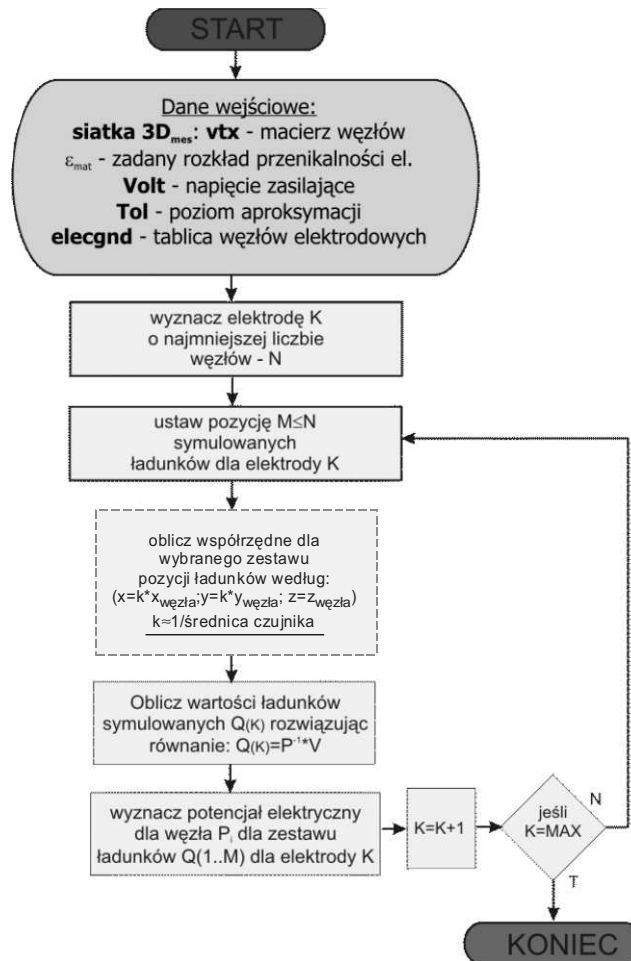 START
Dane wejściowe:
siatka 3Dmes: vtx - macierz węzłów
εmat - zadany rozkład przenikalności el.
Volt - napięcie zasilające
Tol - poziom aproksymacji
elecgnd - tablica węzłów elektrodowych
wyznacz elektrodę K
o najmniejszej liczbie
węzłów - N
ustaw pozycję M≤N
symulowanych
ładunków dla elektrody K
oblicz współrzędne dla
wybranego zestawu
pozycji ładunków według:
(x=k*xwęzła;y=k*ywęzła; z=zwęzła)
k≈1/średnica czujnika
Oblicz wartości ładunków
symulowanych Q(K) rozwiązując
równanie: Q(K)=P⁻¹*V
wyznacz potencjał elektryczny
dla węzła Pi dla zestawu
ładunków Q(1..M) dla elektrody K
K=K+1
jeśli
K=MAX
N
T
KONIEC